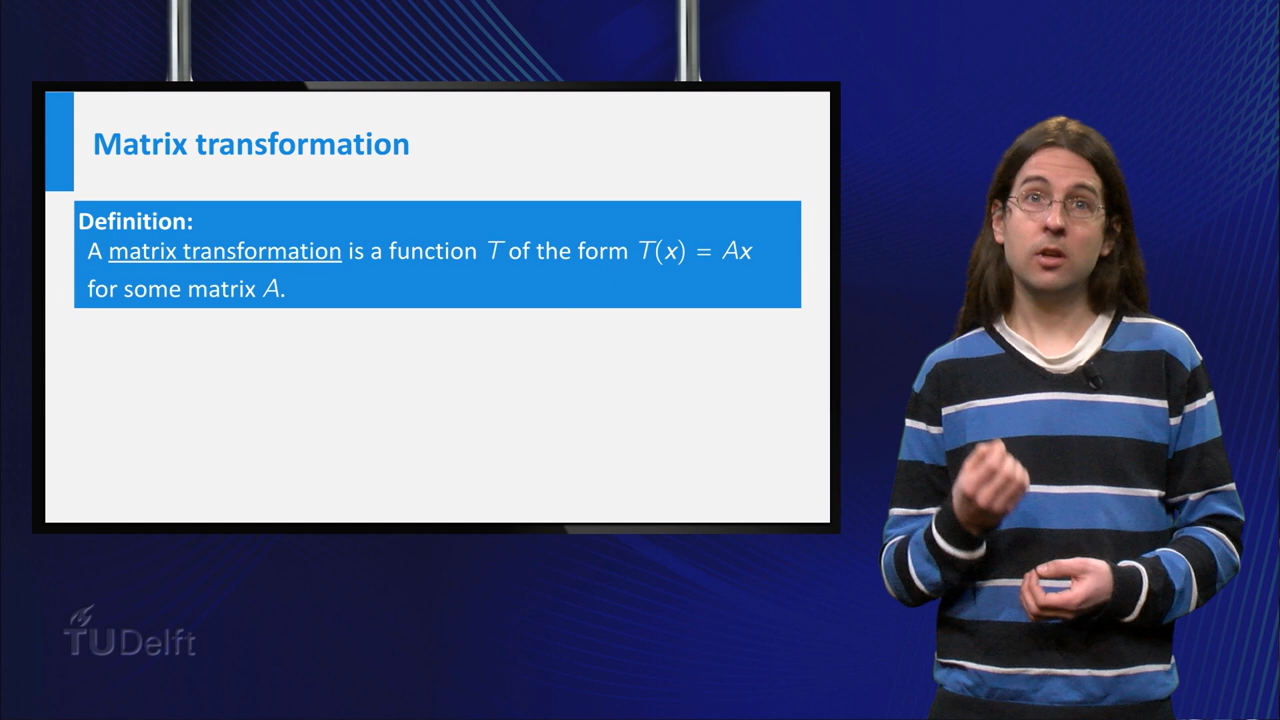 Matrix transformation
Definition:
A matrix transformation is a function T of the form T(x) = Ax
for some matrix A.
TUDelft